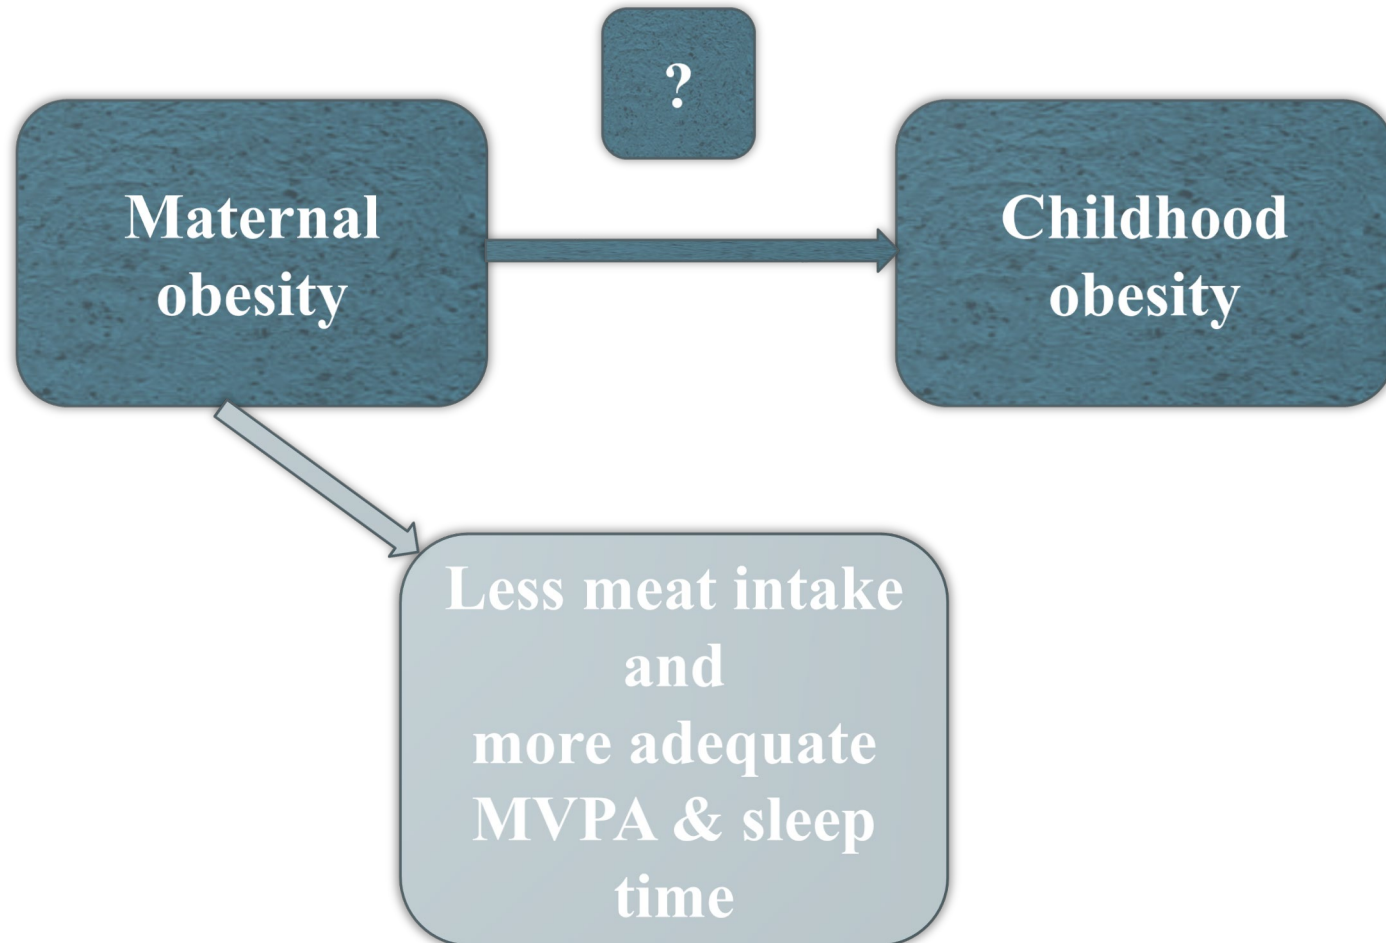 ?
Maternal
obesity
Childhood
obesity
Less meat intake
and
more adequate
MVPA & sleep
time